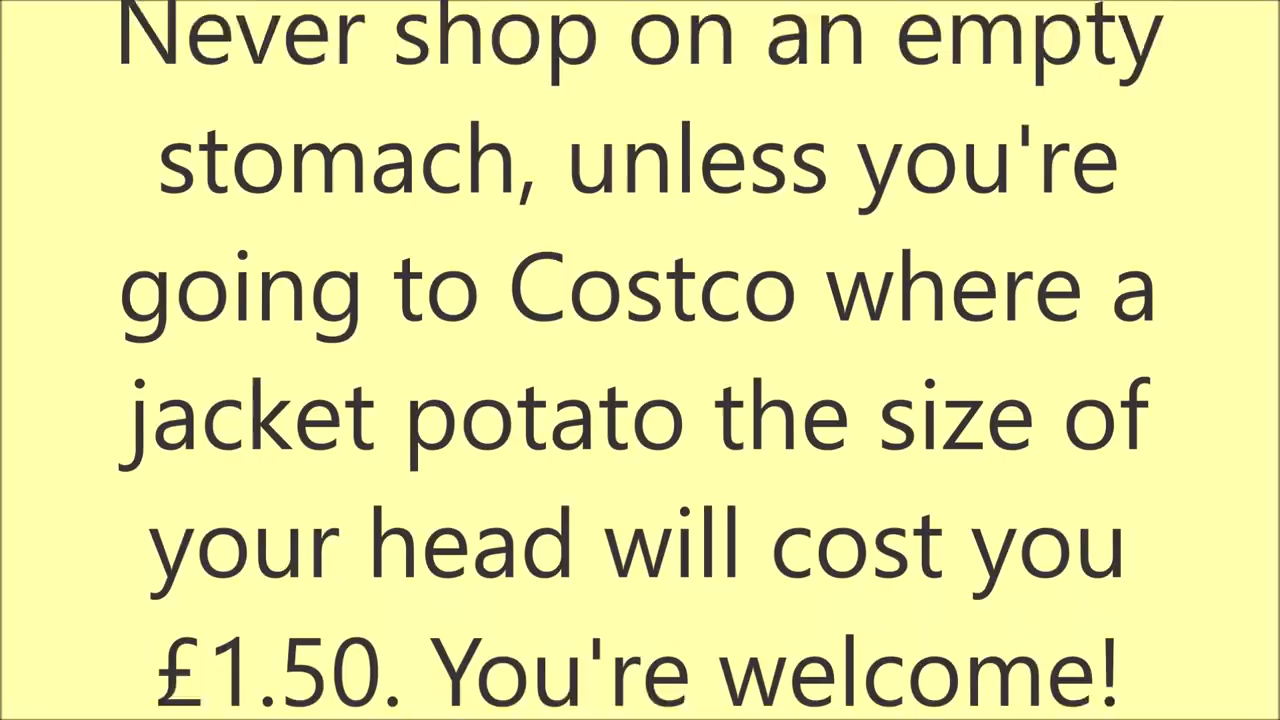 Never shop on an empty
stomach, unless you're
going to Costco where a
jacket potato the size of
your head will cost you
£1.50. You're welcome!